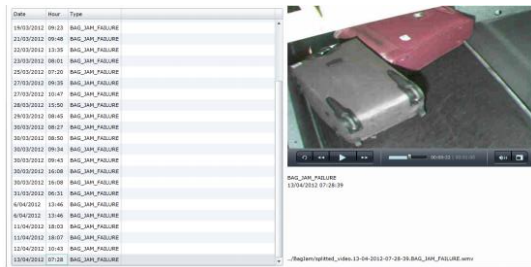 Date Hour Type
19/03/2012 09:23 BAG_JAM_FAILURE
21/03/2012 09:48 BAG_JAM_FAILURE
22/03/2012 13:35 BAG_JAM_FAILURE
23/03/2012 08:01 BAG_JAM_FAILURE
25/03/2012 07:20 BAG_JAM_FAILURE
27/03/2012 09:35 BAG_JAM_FAILURE
27/03/2012 10:47 BAG_JAM_FAILURE
28/03/2012 15:50 BAG_JAM_FAILURE
29/03/2012 08:45 BAG_JAM_FAILURE
30/03/2012 08:27 BAG_JAM_FAILURE
30/03/2012 08:50 BAG_JAM_FAILURE
30/03/2012 09:34 BAG_JAM_FAILURE
30/03/2012 09:43 BAG_JAM_FAILURE
30/03/2012 16:08 BAG_JAM_FAILURE
30/03/2012 16:08 BAG_JAM_FAILURE
31/03/2012 06:31 BAG_JAM_FAILURE
6/04/2012 13:46 BAG_JAM_FAILURE
6/04/2012 13:46 BAG_JAM_FAILURE
11/04/2012 18:03 BAG_JAM_FAILURE
11/04/2012 18:07 BAG_JAM_FAILURE
12/04/2012 10:43 BAG_JAM_FAILURE
13/04/2012 07:28 BAG_JAM_FAILURE
BAG_JAM_FAILURE
13/04/2012 07:28:39
../Bagjam/splitted_video.13-04-2012-07-28-39.BAG_JAM_FAILURE.wmv